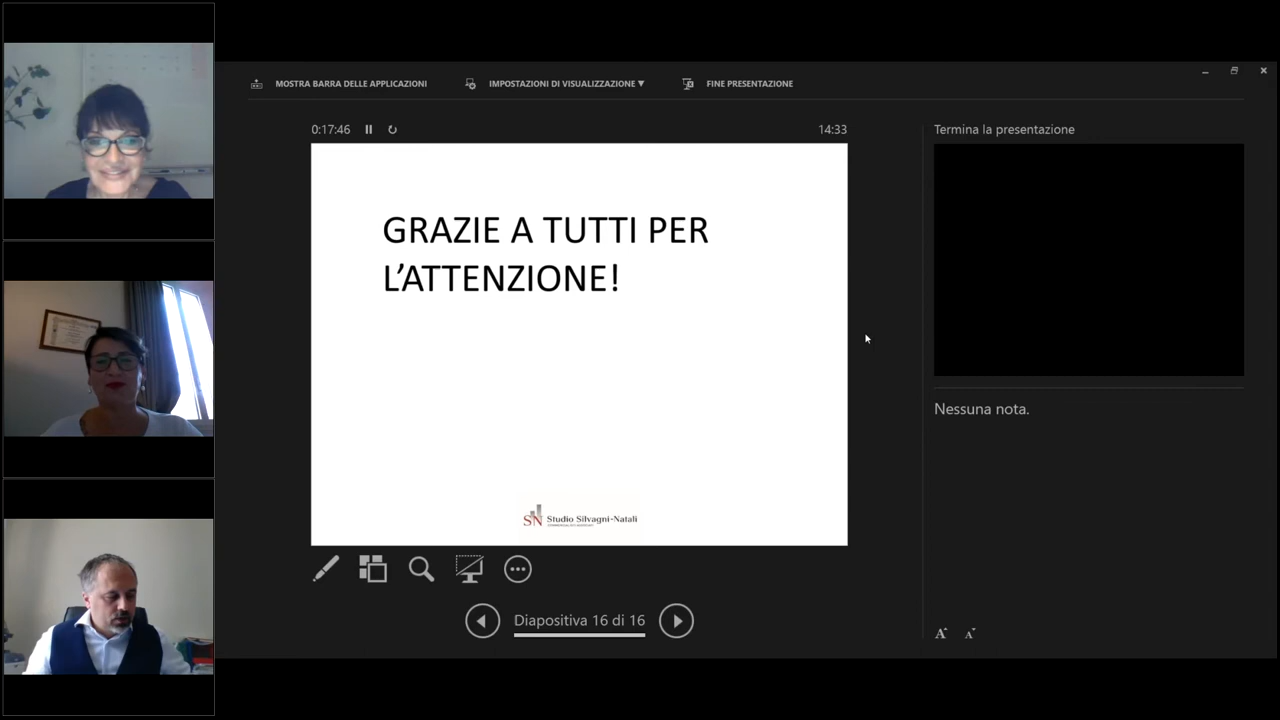 MOSTRA BARRA DELLE APPLICAZIONI
IMPOSTAZIONI DI VISUALIZZAZIONE ▼
FINE PRESENTAZIONE
0:17:46
14:33
GRAZIE A TUTTI PER
L'ATTENZIONE!
SN Studio Silvagni-Natali
Diapositiva 16 di 16
Termina la presentazione
Nessuna nota.
A A